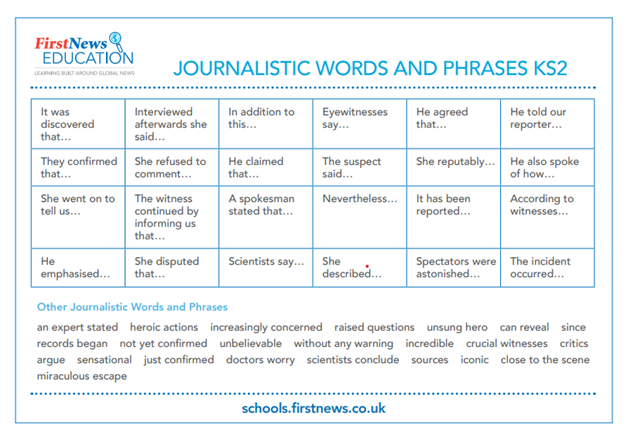 FirstNews
EDUCATION
LEARNING BUILT AROUND GLOBAL NEWS
JOURNALISTIC WORDS AND PHRASES KS2
It was
discovered
that...
Interviewed
afterwards she
said...
In addition to
this...
Eyewitnesses
say...
He agreed
that...
He told our
reporter...
They confirmed
that...
She refused to
comment...
He claimed
that...
The suspect
said...
She reputably...
He also spoke
of how...
She went on to
tell us...
The witness
continued by
informing us
that...
A spokesman
stated that...
Nevertheless...
It has been
reported...
According to
witnesses...
He
emphasised...
She disputed
that...
Scientists say...
She
described...
Spectators were
astonished...
The incident
occurred...
Other Journalistic Words and Phrases
an expert stated heroic actions increasingly concerned raised questions unsung hero can reveal since
records began not yet confirmed unbelievable without any warning incredible crucial witnesses critics
argue sensational just confirmed doctors worry scientists conclude sources iconic close to the scene
miraculous escape
schools.firstnews.co.uk